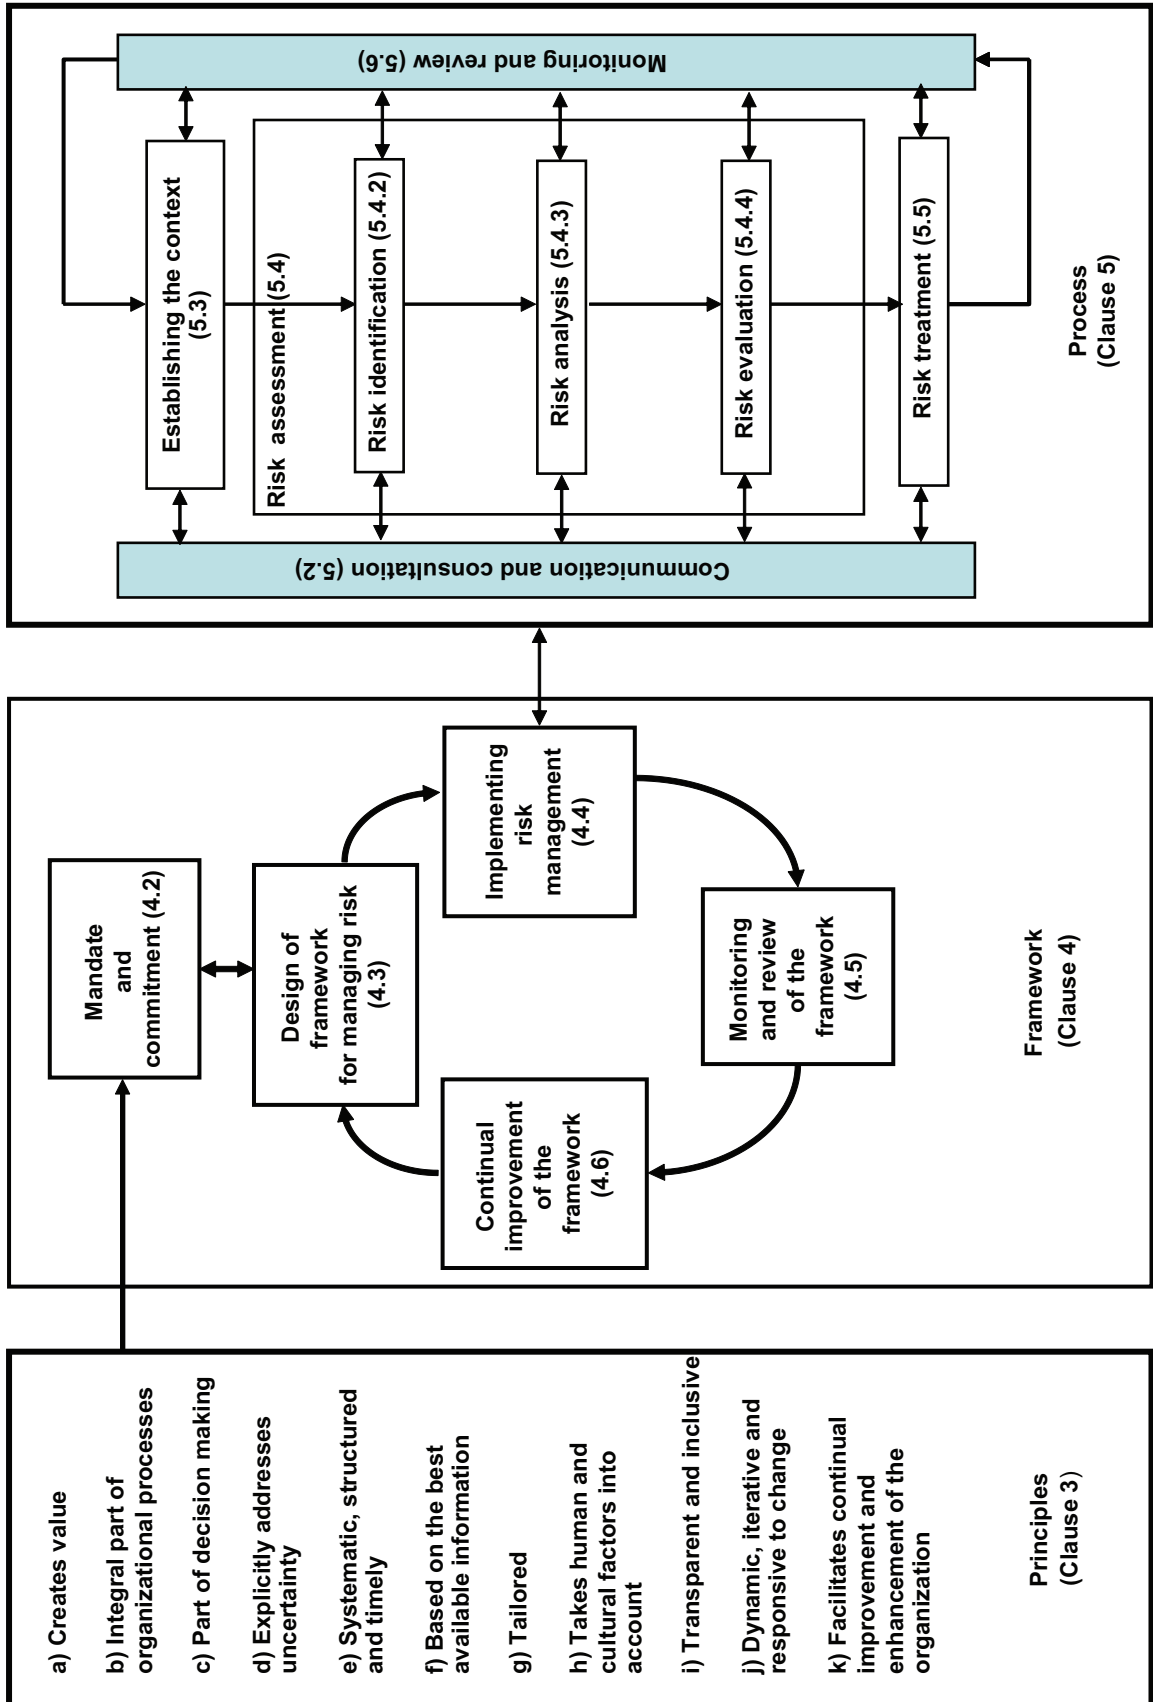 a) Creates value
b) Integral part of
organizational processes
c) Part of decision making
d) Explicitly addresses
uncertainty
e) Systematic, structured
and timely
f) Based on the best
available information
g) Tailored
h) Takes human and
cultural factors into
account
i) Transparent and inclusive
j) Dynamic, iterative and
responsive to change
k) Facilitates continual
improvement and
enhancement of the
organization
Principles
(Clause 3)
Mandate
and
commitment (4.2)
Design of
framework
for managing risk
(4.3)
Implementing
risk
management
(4.4)
Monitoring
and review
of the
framework
(4.5)
Continual
improvement
of the
framework
(4.6)
Framework
(Clause 4)
Communication and consultation (5.2)
Establishing the context
(5.3)
Risk assessment (5.4)
Risk identification (5.4.2)
Risk analysis (5.4.3)
Risk evaluation (5.4.4)
Risk treatment (5.5)
Monitoring and review (5.6)
Process
(Clause 5)